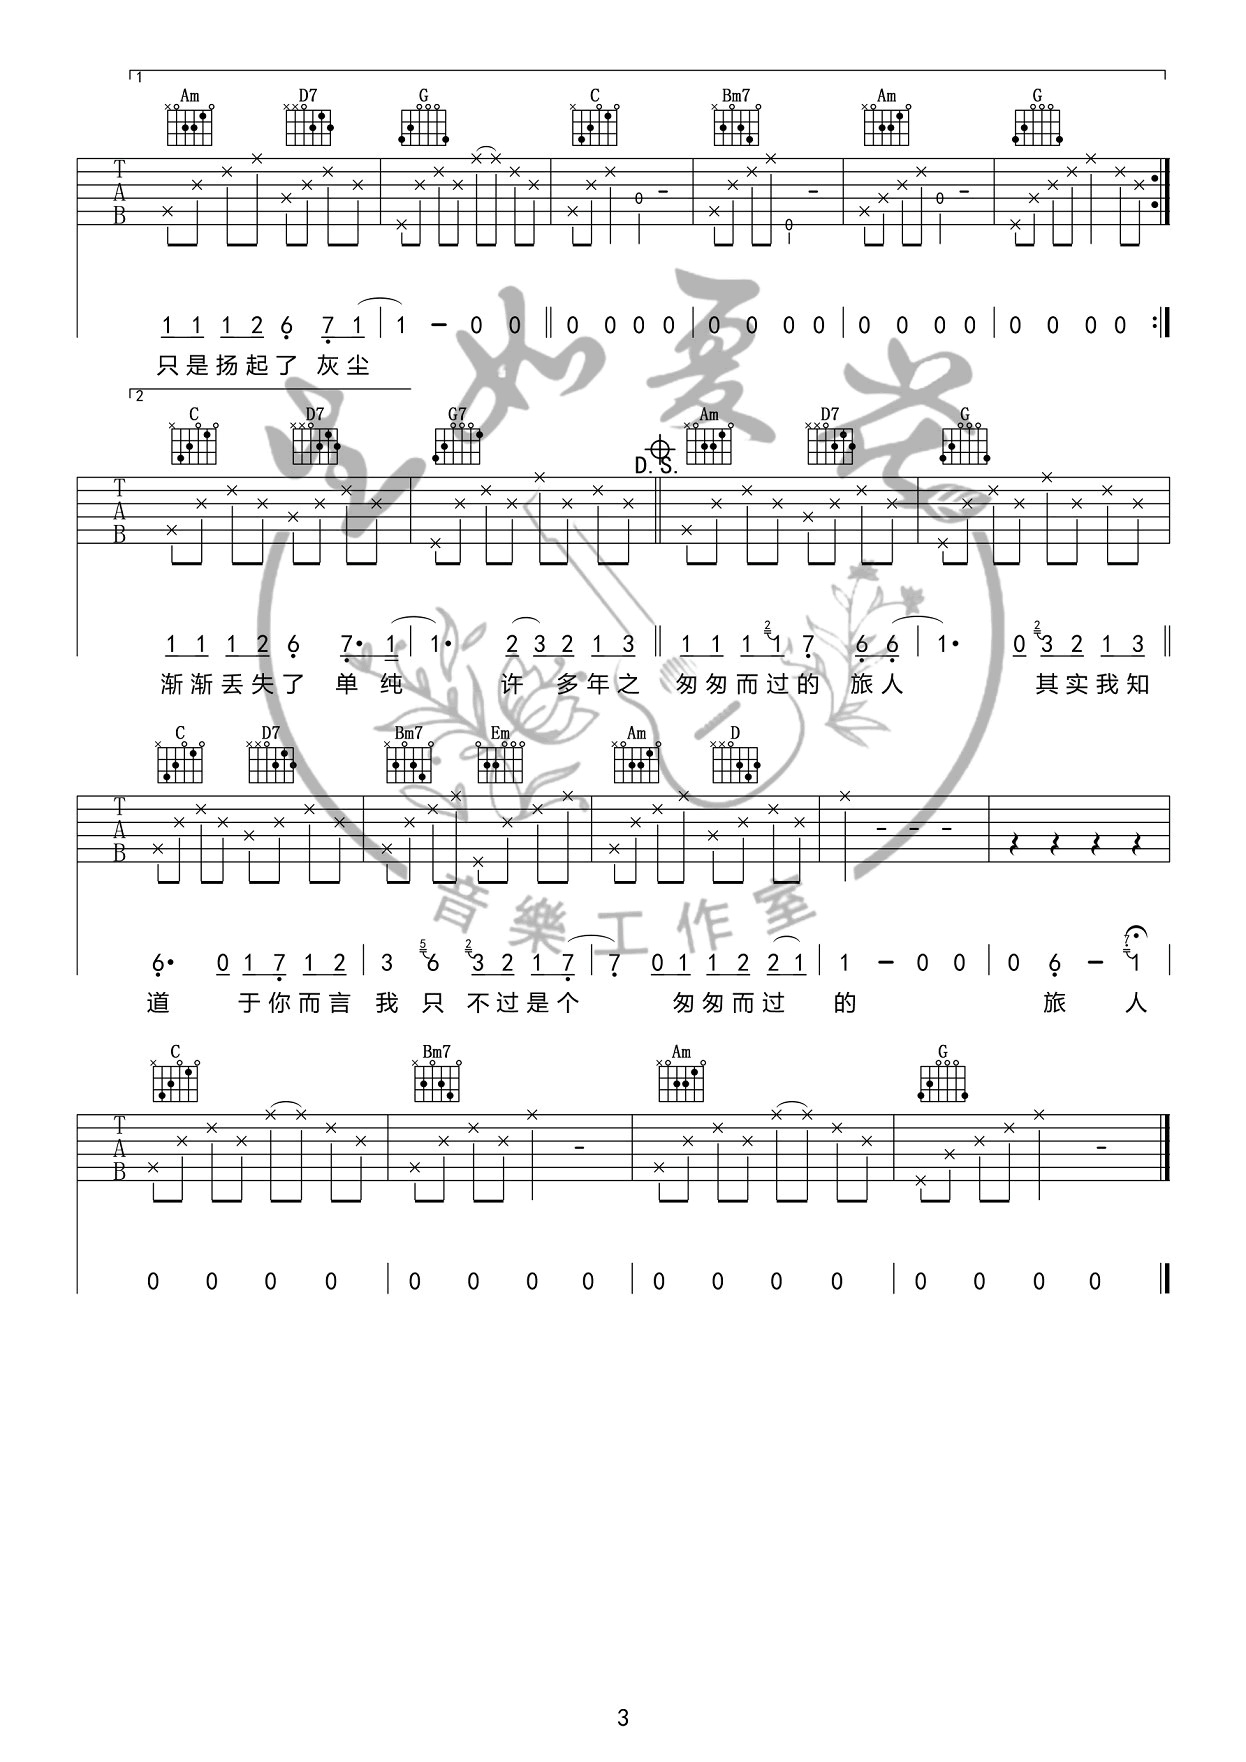 1
Am D7 G C Bm7 Am G
T
A
B
1 1 1 2 6 7 1 1 — 0 0 0 0 0 0 0 0 0 0 0 0 0 0 0 0 0 0
只是扬起了 灰尘
2
C D7 G7 D.S. Am D7 G
T
A
B
1 1 1 2 6 7· 1 1· 2 3 2 1 3 1 1 1 2 1 7 6 6 1· 0 2 3 2 1 3
渐渐丢失了 单 纯 许 多年之 匆匆而过的 旅人 其实我知
C D7 Bm7 Em Am D
T
A
B
6· 0 1 7 1 2 3 5 6 2 3 2 1 7 7 0 1 1 2 2 1 1 — 0 0 0 6 — 7 1
道 于你而言 我 只 不过是个 匆匆而过 的 旅 人
C Bm7 Am G
T
A
B
0 0 0 0 0 0 0 0 0 0 0 0 0 0 0 0
如夏花
音樂工作室
3